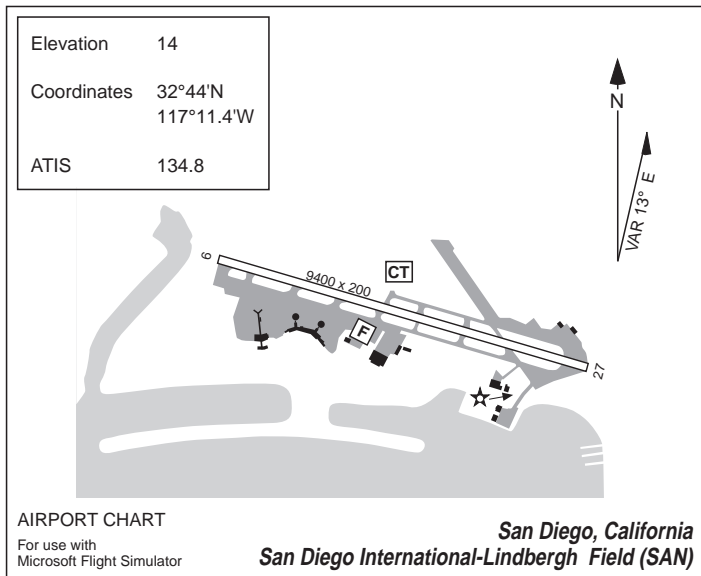 Elevation 14
Coordinates 32°44'N
117°11.4'W
ATIS 134.8
N
VAR 13° E
9
9400 x 200
CT
F
27
AIRPORT CHART
For use with
Microsoft Flight Simulator
San Diego, California
San Diego International-Lindbergh Field (SAN)